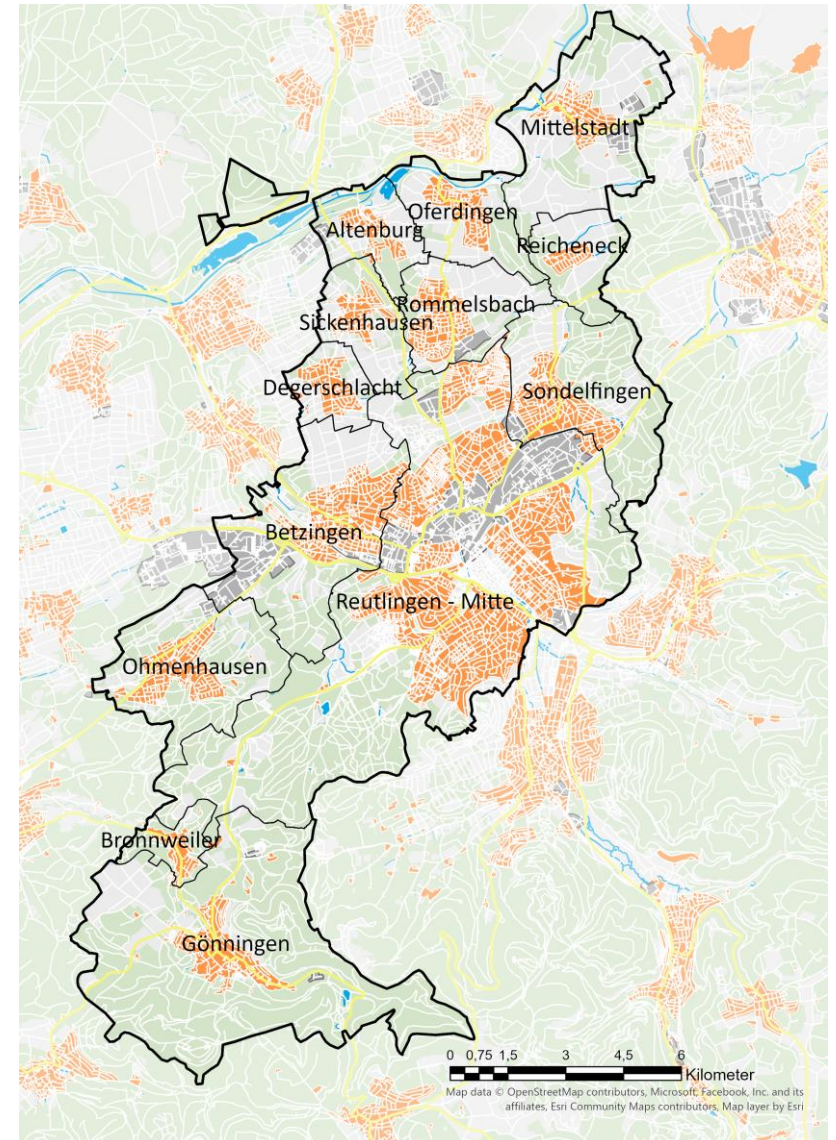 Mittelstadt
Oferdingen
Altenburg
Reicheneck
Rommelsbach
Sickenhausen
Degerschlacht
Sondelfingen
Betzingen
Reutlingen - Mitte
Ohmenhausen
Bronnweiler
Gönningen
0 0,75 1,5 3 4,5 6
Kilometer
Map data © OpenStreetMap contributors, Microsoft, Facebook, Inc. and its
affiliates, Esri Community Maps contributors, Map layer by Esri